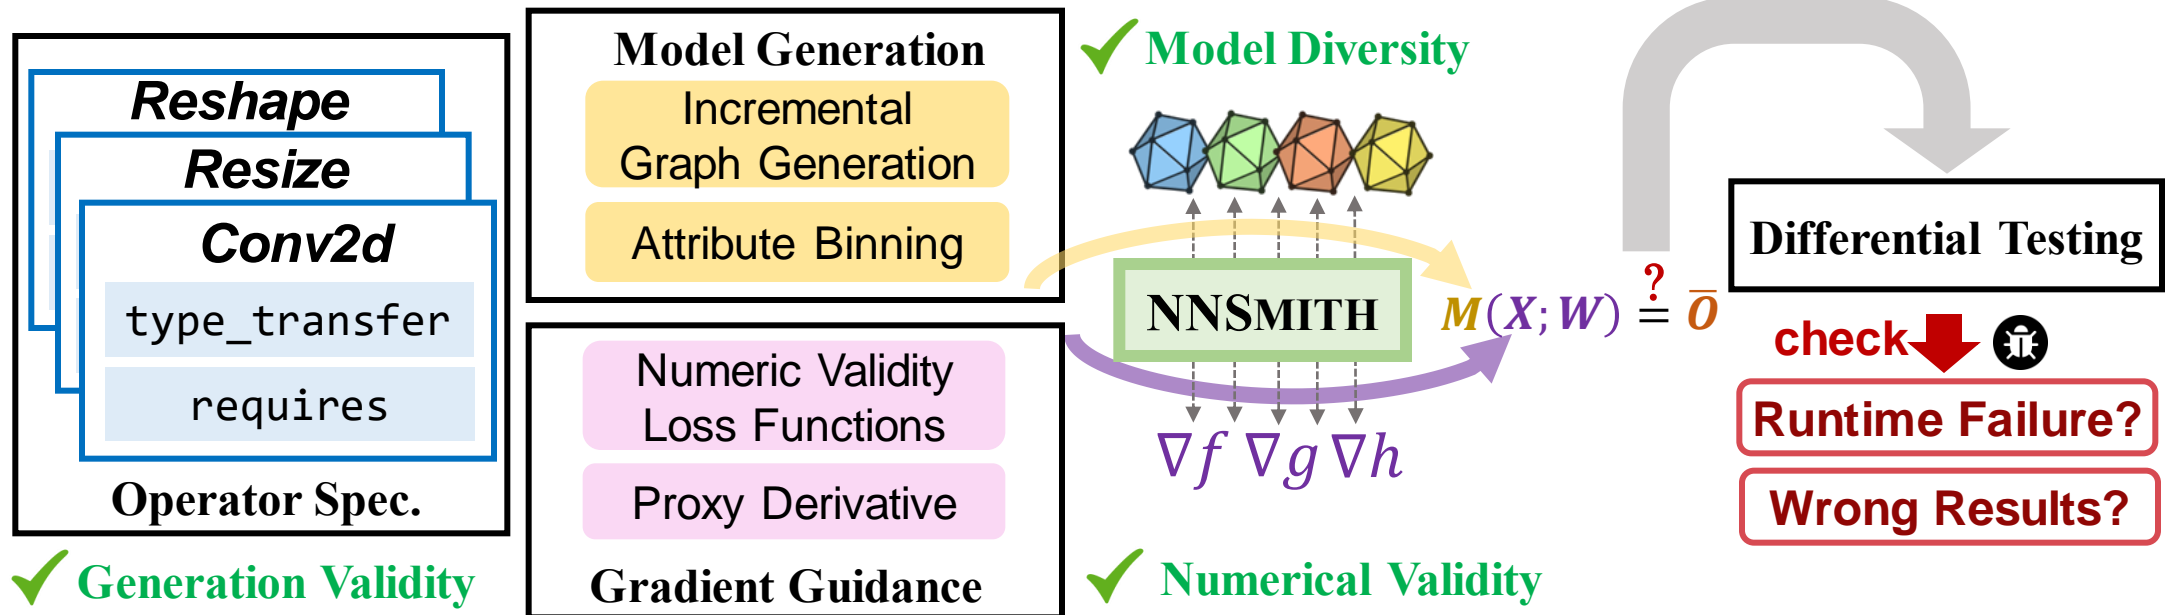 Reshape
Resize
Conv2d
type_transfer
requires
Operator Spec.
✓ Generation Validity
Model Generation
Incremental
Graph Generation
Attribute Binning
Numeric Validity
Loss Functions
Proxy Derivative
Gradient Guidance
✓ Model Diversity
NNSMITH
∇f ∇g ∇h
✓ Numerical Validity
?
M(X;W) = O̅
Differential Testing
check
Runtime Failure?
Wrong Results?